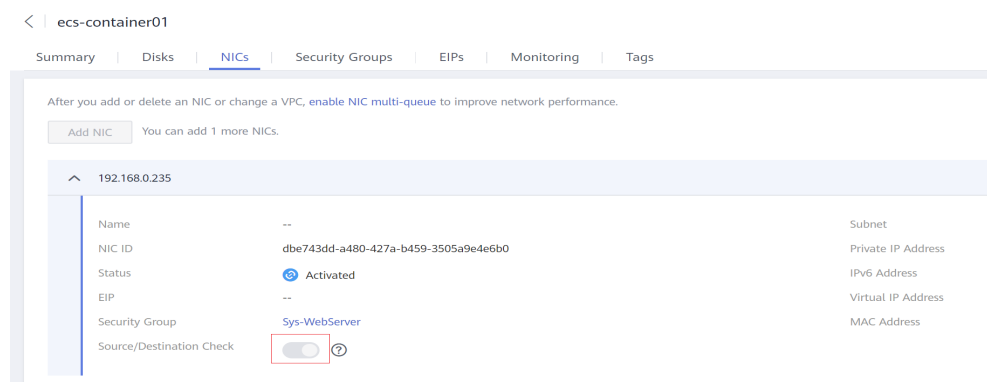 ecs-container01
Summary Disks NICs Security Groups EIPs Monitoring Tags
After you add or delete an NIC or change a VPC, enable NIC multi-queue to improve network performance.
Add NIC You can add 1 more NICs.
192.168.0.235
Name -- Subnet
NIC ID dbe743dd-a480-427a-b459-3505a9e4e6b0 Private IP Address
Status Activated IPv6 Address
EIP -- Virtual IP Address
Security Group Sys-WebServer MAC Address
Source/Destination Check ?